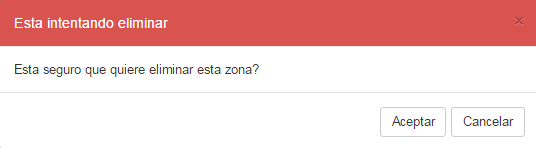 Esta intentando eliminar ×
Esta seguro que quiere eliminar esta zona?
Aceptar Cancelar